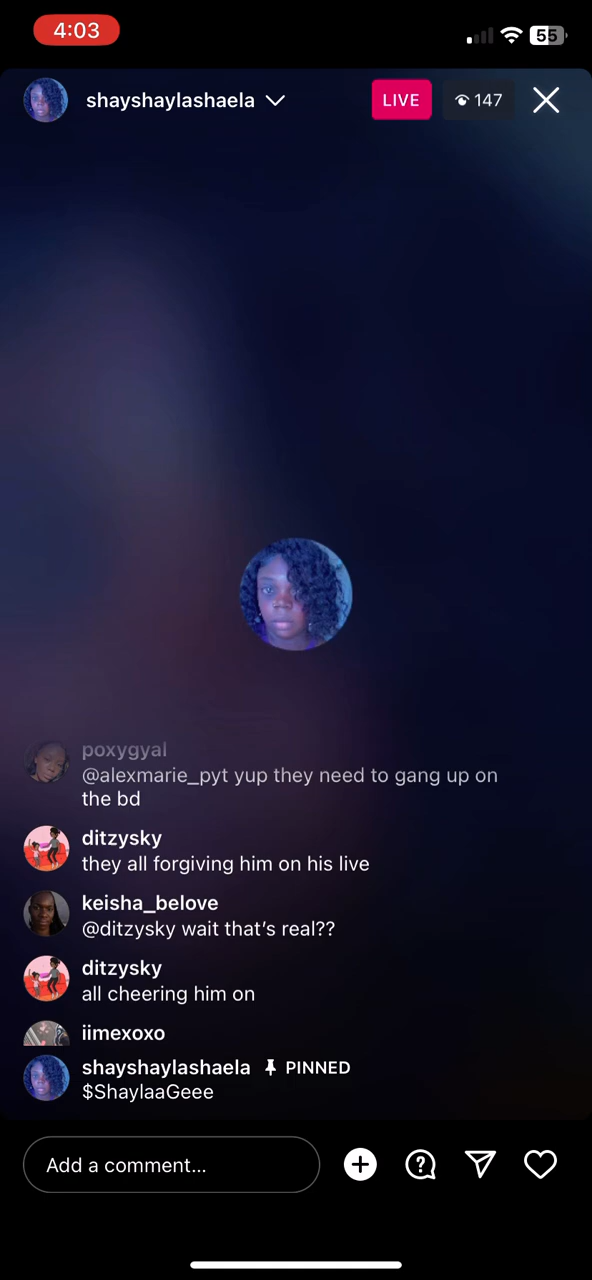 4:03
55
shayshaylashaela
LIVE
147
poxygyal
@alexmarie_pyt yup they need to gang up on
the bd
ditzysky
they all forgiving him on his live
keisha_belove
@ditzysky wait that’s real??
ditzysky
all cheering him on
iimexoxo
shayshaylashaela PINNED
$ShaylaaGeee
Add a comment...